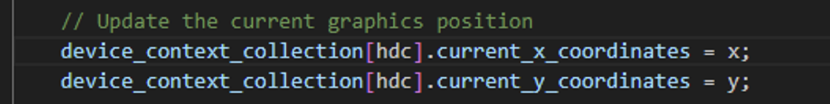 // Update the current graphics position
device_context_collection[hdc].current_x_coordinates = x;
device_context_collection[hdc].current_y_coordinates = y;